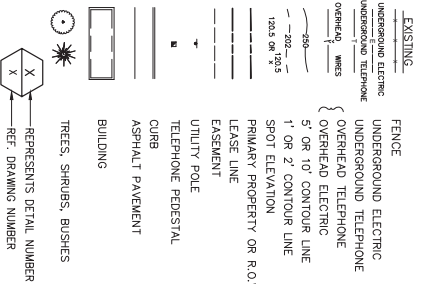 EXISTING
x x x FENCE
E UNDERGROUND ELECTRIC
UNDERGROUND ELECTRIC
T UNDERGROUND TELEPHONE
UNDERGROUND TELEPHONE
OVERHEAD WIRES
OVERHEAD TELEPHONE
OVERHEAD ELECTRIC
250 5' OR 10' CONTOUR LINE
202 1' OR 2' CONTOUR LINE
120.5 OR x 120.5 SPOT ELEVATION
PRIMARY PROPERTY OR R.O.
LEASE LINE
EASEMENT
UTILITY POLE
TELEPHONE PEDESTAL
CURB
ASPHALT PAVEMENT
BUILDING
TREES, SHRUBS, BUSHES
X REPRESENTS DETAIL NUMBER
X REF. DRAWING NUMBER